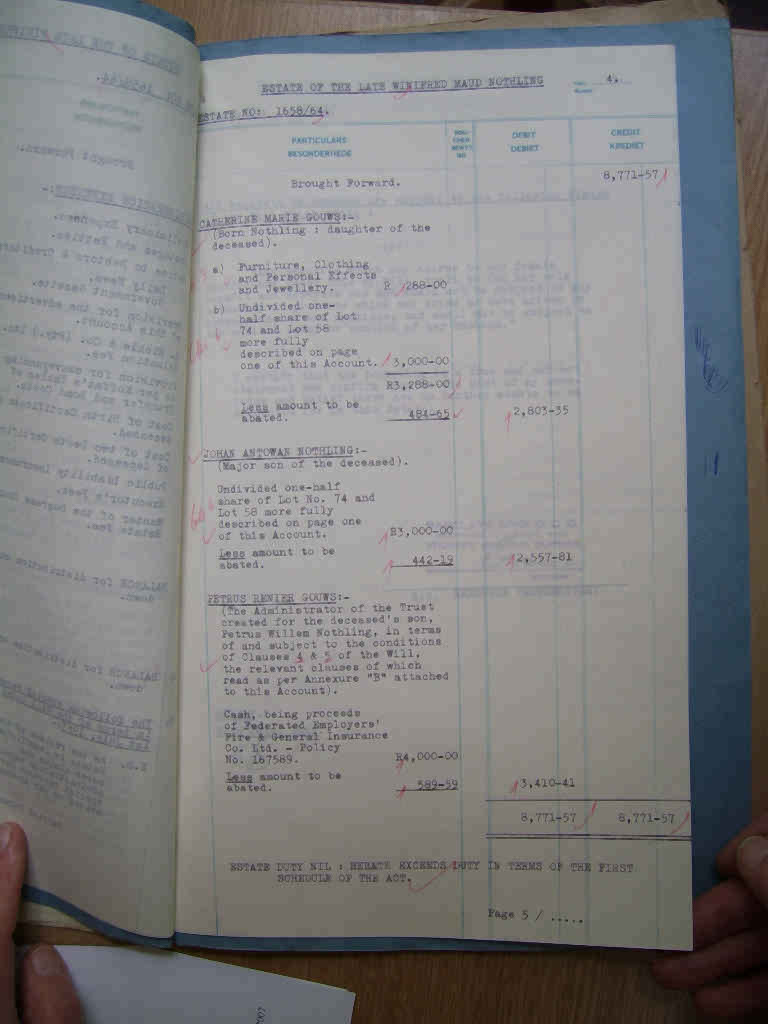 ESTATE OF THE LATE WINIFRED MAUD NOTHLING 4.
ESTATE NO: 1658/64.
PARTICULARS DEBIT CREDIT
BESONDERHEDE DEBIET KREDIET
Brought Forward. 8,771-57
CATHERINE MARIE GOUWS:-
(Born Nothling : daughter of the
deceased).
a) Furniture, Clothing
and Personal Effects
and Jewellery. R 288-00
b) Undivided one-
half share of Lot
74 and Lot 58
more fully
described on page
one of this Account. 3,000-00
R3,288-00
Less amount to be
abated. 484-65 2,803-35
JOHAN ANTOWAN NOTHLING:-
(Major son of the deceased).
Undivided one-half
share of Lot No. 74 and
Lot 58 more fully
described on page one
of this Account. R3,000-00
Less amount to be
abated. 442-19 2,557-81
PETRUS RENIER GOUWS:-
(The Administrator of the Trust
created for the deceased's son,
Petrus Willem Nothling, in terms
of and subject to the conditions
of Clauses 4 & 5 of the Will,
the relevant clauses of which
read as per Annexure "B" attached
to this Account).
Cash, being proceeds
of Federated Employers'
Fire & General Insurance
Co. Ltd. - Policy
No. 187589. R4,000-00
Less amount to be
abated. 589-59 3,410-41
8,771-57 8,771-57
ESTATE DUTY NIL : REBATE EXCEEDS DUTY IN TERMS OF THE FIRST
SCHEDULE OF THE ACT.
Page 5 / .....